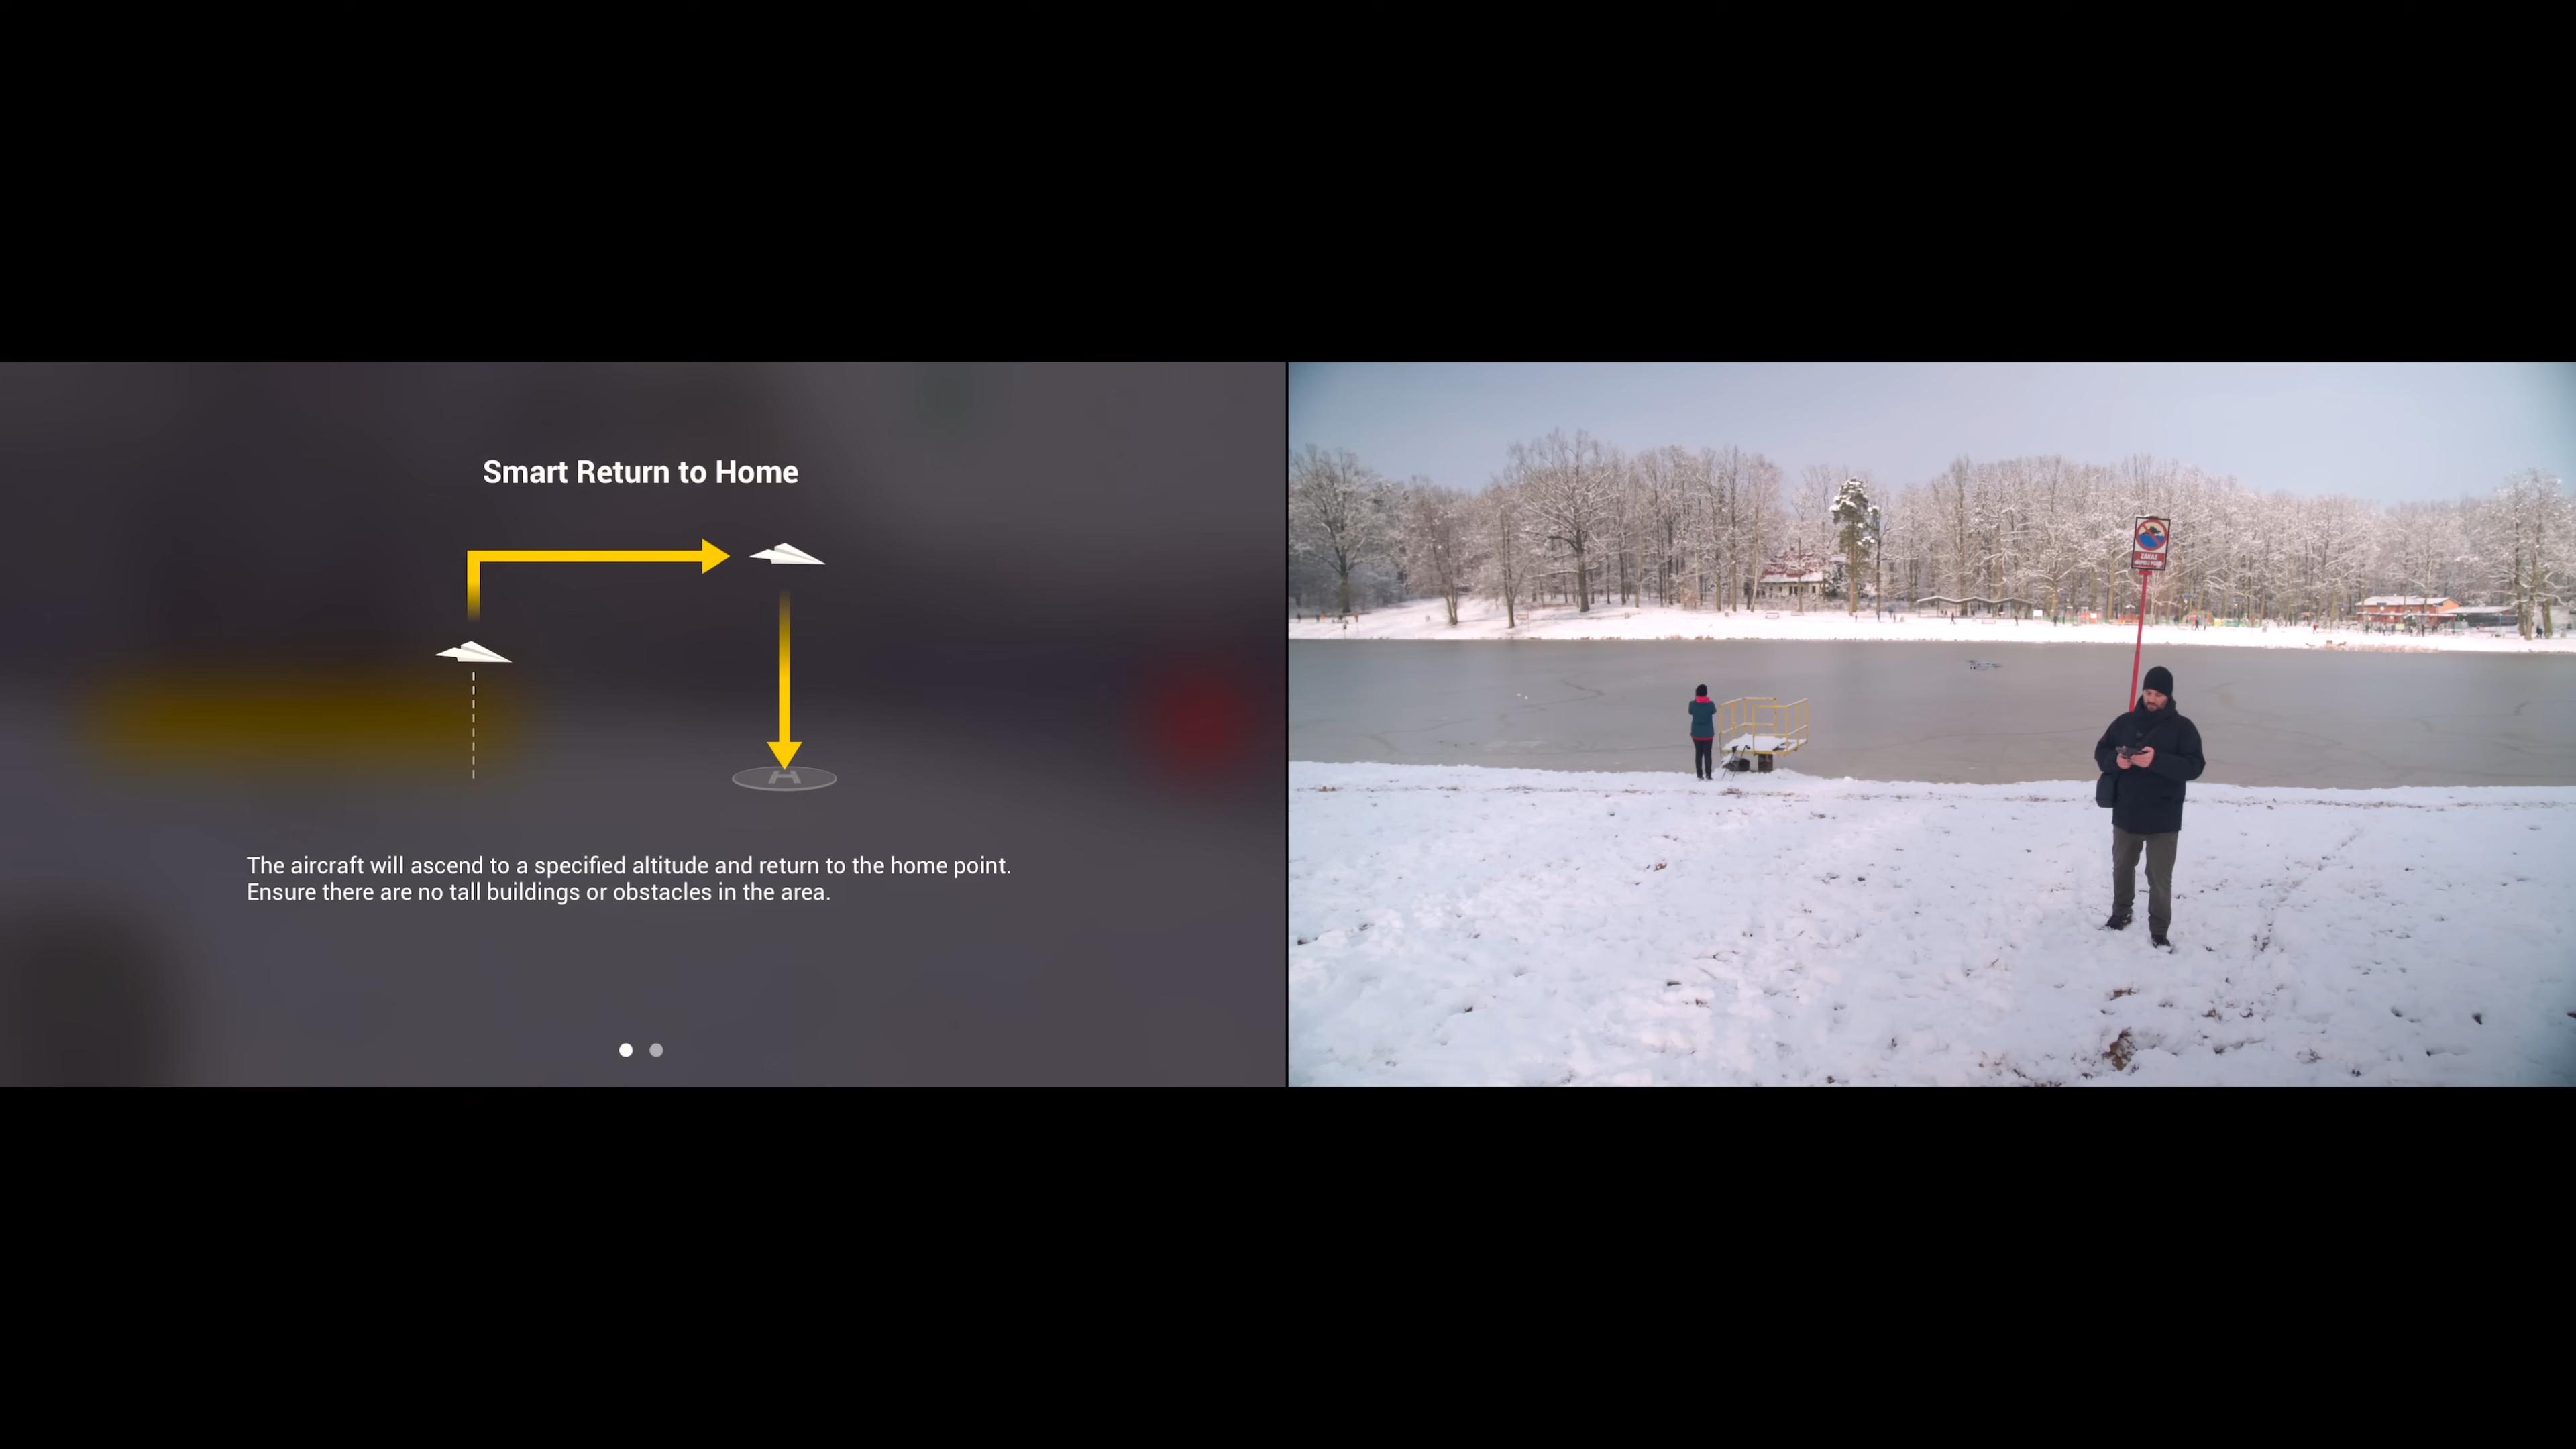 Smart Return to Home
H
The aircraft will ascend to a specified altitude and return to the home point.
Ensure there are no tall buildings or obstacles in the area.
ZAKAZ